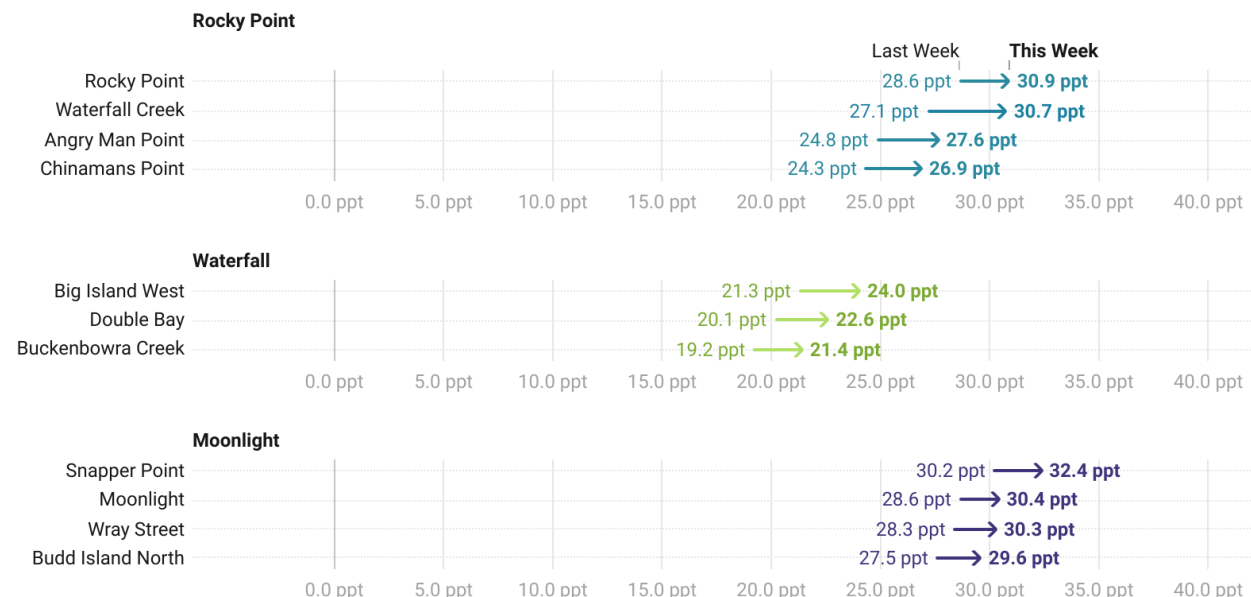 Rocky Point
Last Week This Week
Rocky Point 28.6 ppt 30.9 ppt
Waterfall Creek 27.1 ppt 30.7 ppt
Angry Man Point 24.8 ppt 27.6 ppt
Chinamans Point 24.3 ppt 26.9 ppt
0.0 ppt 5.0 ppt 10.0 ppt 15.0 ppt 20.0 ppt 25.0 ppt 30.0 ppt 35.0 ppt 40.0 ppt
Waterfall
Big Island West 21.3 ppt 24.0 ppt
Double Bay 20.1 ppt 22.6 ppt
Buckenbowra Creek 19.2 ppt 21.4 ppt
0.0 ppt 5.0 ppt 10.0 ppt 15.0 ppt 20.0 ppt 25.0 ppt 30.0 ppt 35.0 ppt 40.0 ppt
Moonlight
Snapper Point 30.2 ppt 32.4 ppt
Moonlight 28.6 ppt 30.4 ppt
Wray Street 28.3 ppt 30.3 ppt
Budd Island North 27.5 ppt 29.6 ppt
0.0 ppt 5.0 ppt 10.0 ppt 15.0 ppt 20.0 ppt 25.0 ppt 30.0 ppt 35.0 ppt 40.0 ppt